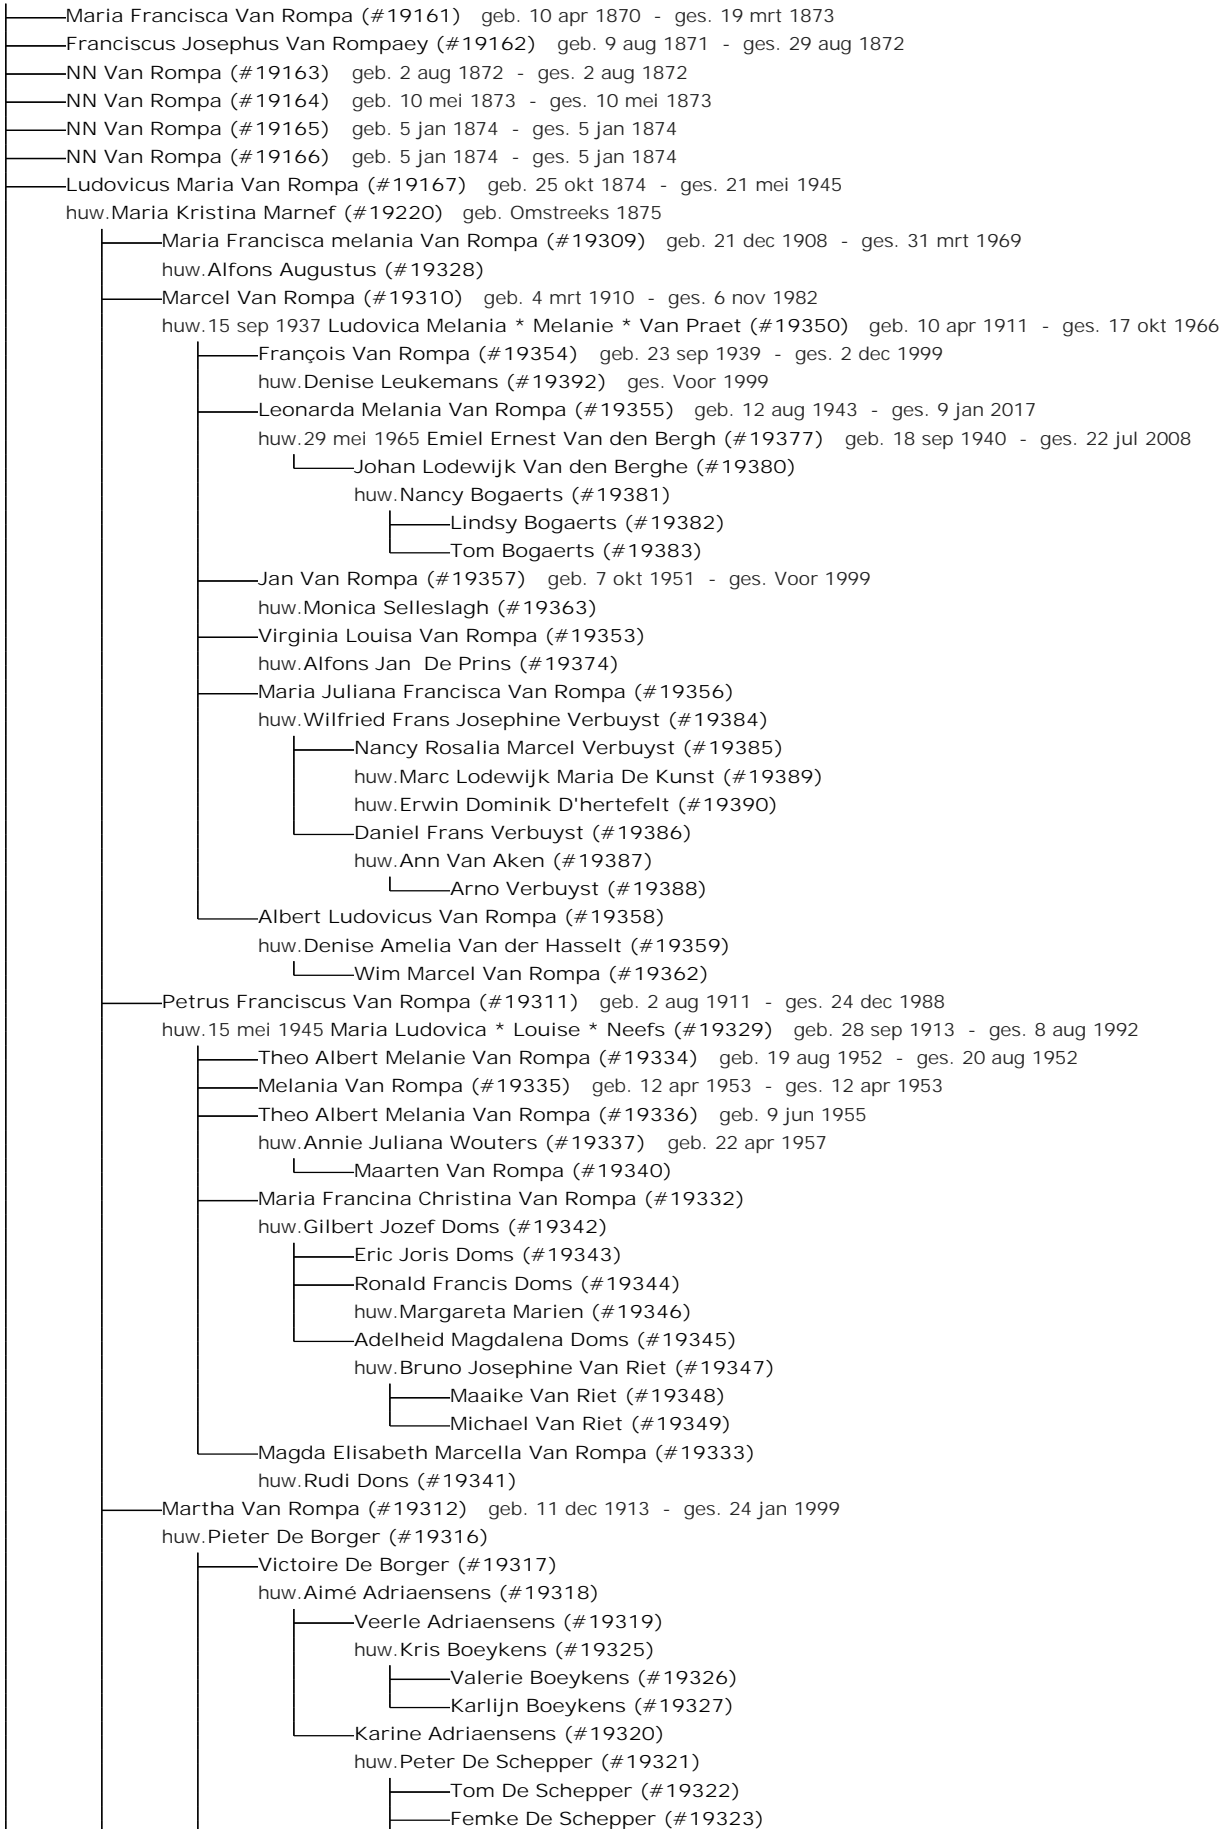 Maria Francisca Van Rompa (#19161) geb. 10 apr 1870 - ges. 19 mrt 1873
Franciscus Josephus Van Rompaey (#19162) geb. 9 aug 1871 - ges. 29 aug 1872
NN Van Rompa (#19163) geb. 2 aug 1872 - ges. 2 aug 1872
NN Van Rompa (#19164) geb. 10 mei 1873 - ges. 10 mei 1873
NN Van Rompa (#19165) geb. 5 jan 1874 - ges. 5 jan 1874
NN Van Rompa (#19166) geb. 5 jan 1874 - ges. 5 jan 1874
Ludovicus Maria Van Rompa (#19167) geb. 25 okt 1874 - ges. 21 mei 1945
huw.Maria Kristina Marnef (#19220) geb. Omstreeks 1875
Maria Francisca melania Van Rompa (#19309) geb. 21 dec 1908 - ges. 31 mrt 1969
huw.Alfons Augustus (#19328)
Marcel Van Rompa (#19310) geb. 4 mrt 1910 - ges. 6 nov 1982
huw.15 sep 1937 Ludovica Melania * Melanie * Van Praet (#19350) geb. 10 apr 1911 - ges. 17 okt 1966
François Van Rompa (#19354) geb. 23 sep 1939 - ges. 2 dec 1999
huw.Denise Leukemans (#19392) ges. Voor 1999
Leonarda Melania Van Rompa (#19355) geb. 12 aug 1943 - ges. 9 jan 2017
huw.29 mei 1965 Emiel Ernest Van den Bergh (#19377) geb. 18 sep 1940 - ges. 22 jul 2008
Johan Lodewijk Van den Berghe (#19380)
huw.Nancy Bogaerts (#19381)
Lindsy Bogaerts (#19382)
Tom Bogaerts (#19383)
Jan Van Rompa (#19357) geb. 7 okt 1951 - ges. Voor 1999
huw.Monica Selleslagh (#19363)
Virginia Louisa Van Rompa (#19353)
huw.Alfons Jan De Prins (#19374)
Maria Juliana Francisca Van Rompa (#19356)
huw.Wilfried Frans Josephine Verbuyst (#19384)
Nancy Rosalia Marcel Verbuyst (#19385)
huw.Marc Lodewijk Maria De Kunst (#19389)
huw.Erwin Dominik D'hertefelt (#19390)
Daniel Frans Verbuyst (#19386)
huw.Ann Van Aken (#19387)
Arno Verbuyst (#19388)
Albert Ludovicus Van Rompa (#19358)
huw.Denise Amelia Van der Hasselt (#19359)
Wim Marcel Van Rompa (#19362)
Petrus Franciscus Van Rompa (#19311) geb. 2 aug 1911 - ges. 24 dec 1988
huw.15 mei 1945 Maria Ludovica * Louise * Neefs (#19329) geb. 28 sep 1913 - ges. 8 aug 1992
Theo Albert Melanie Van Rompa (#19334) geb. 19 aug 1952 - ges. 20 aug 1952
Melania Van Rompa (#19335) geb. 12 apr 1953 - ges. 12 apr 1953
Theo Albert Melania Van Rompa (#19336) geb. 9 jun 1955
huw.Annie Juliana Wouters (#19337) geb. 22 apr 1957
Maarten Van Rompa (#19340)
Maria Francina Christina Van Rompa (#19332)
huw.Gilbert Jozef Doms (#19342)
Eric Joris Doms (#19343)
Ronald Francis Doms (#19344)
huw.Margareta Marien (#19346)
Adelheid Magdalena Doms (#19345)
huw.Bruno Josephine Van Riet (#19347)
Maaike Van Riet (#19348)
Michael Van Riet (#19349)
Magda Elisabeth Marcella Van Rompa (#19333)
huw.Rudi Dons (#19341)
Martha Van Rompa (#19312) geb. 11 dec 1913 - ges. 24 jan 1999
huw.Pieter De Borger (#19316)
Victoire De Borger (#19317)
huw.Aimé Adriaensens (#19318)
Veerle Adriaensens (#19319)
huw.Kris Boeykens (#19325)
Valerie Boeykens (#19326)
Karlijn Boeykens (#19327)
Karine Adriaensens (#19320)
huw.Peter De Schepper (#19321)
Tom De Schepper (#19322)
Femke De Schepper (#19323)